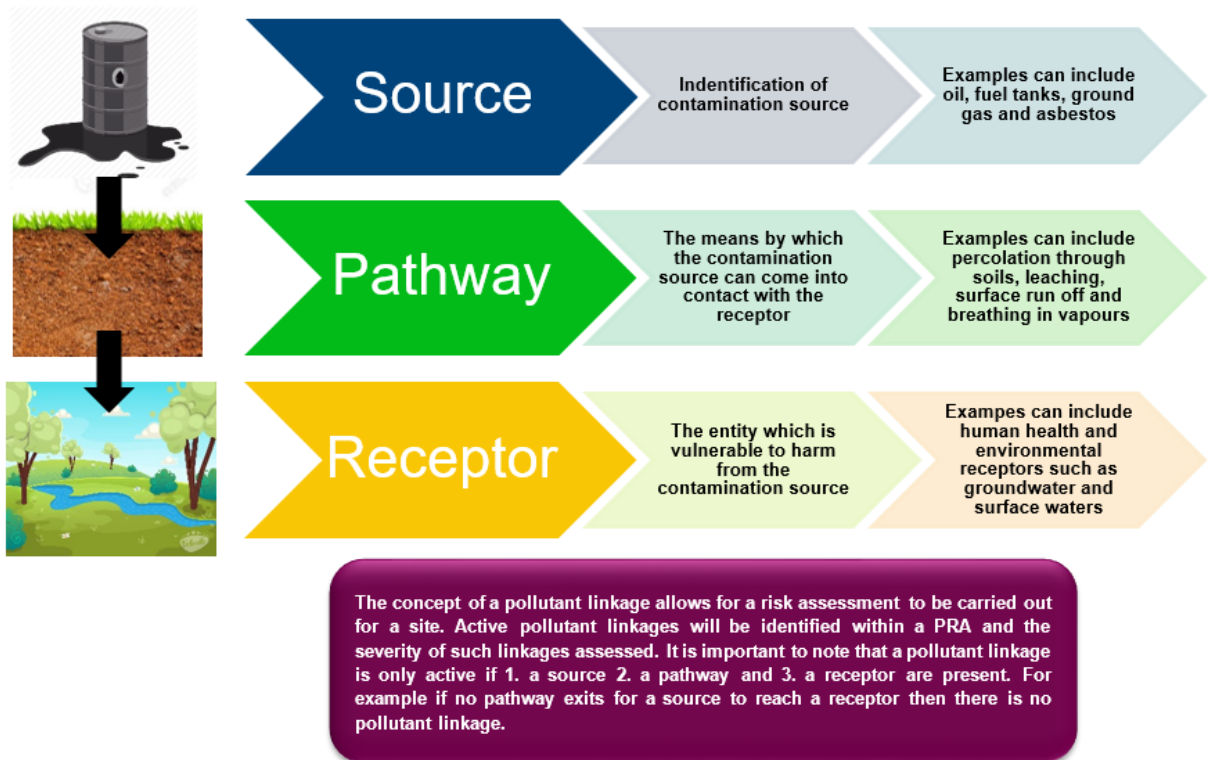 Source
Indentification of
contamination source
Examples can include
oil, fuel tanks, ground
gas and asbestos
Pathway
The means by which
the contamination
source can come into
contact with the
receptor
Examples can include
percolation through
soils, leaching,
surface run off and
breathing in vapours
Receptor
The entity which is
vulnerable to harm
from the
contamination source
Exampes can include
human health and
environmental
receptors such as
groundwater and
surface waters
The concept of a pollutant linkage allows for a risk assessment to be carried out
for a site. Active pollutant linkages will be identified within a PRA and the
severity of such linkages assessed. It is important to note that a pollutant linkage
is only active if 1. a source 2. a pathway and 3. a receptor are present. For
example if no pathway exits for a source to reach a receptor then there is no
pollutant linkage.